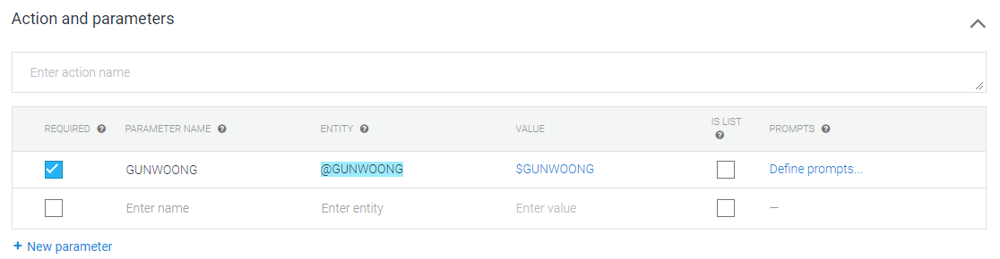 Action and parameters
Enter action name
REQUIRED ? PARAMETER NAME ? ENTITY ? VALUE IS LIST ? PROMPTS ?
GUNWOONG @GUNWOONG $GUNWOONG Define prompts...
Enter name Enter entity Enter value —
+ New parameter